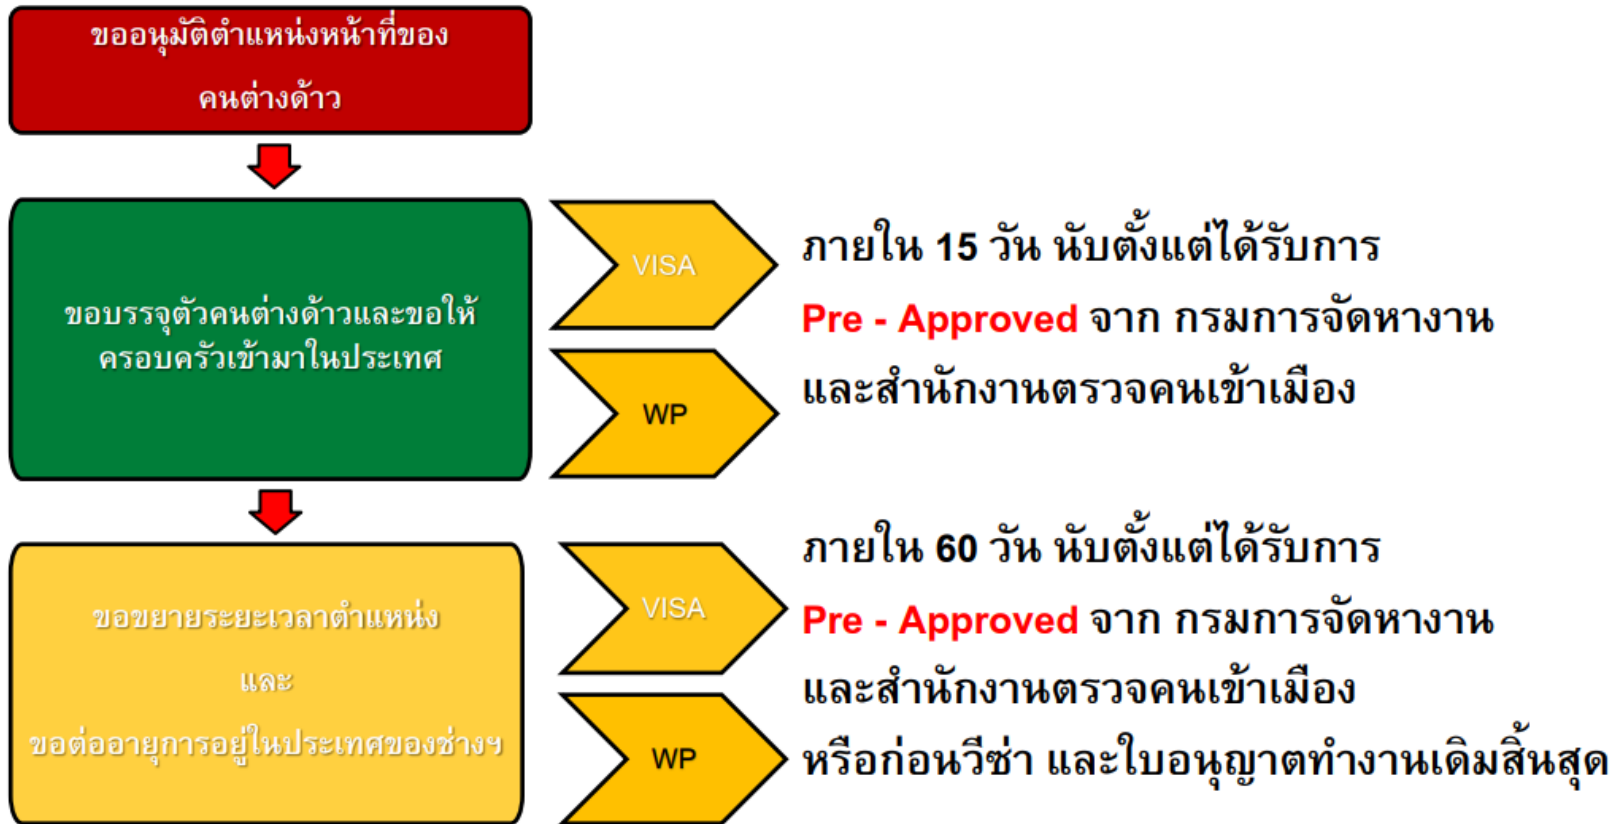 ขออนุมัติตำแหน่งหน้าที่ของ
คนต่างด้าว
ขอบรรจุตัวคนต่างด้าวและขอให้
ครอบครัวเข้ามาในประเทศ
VISA
WP
ภายใน 15 วัน นับตั้งแต่ได้รับการ
Pre - Approved จาก กรมการจัดหางาน
และสำนักงานตรวจคนเข้าเมือง
ขอขยายระยะเวลาตำแหน่ง
และ
ขอต่ออายุการอยู่ในประเทศของช่างฯ
VISA
WP
ภายใน 60 วัน นับตั้งแต่ได้รับการ
Pre - Approved จาก กรมการจัดหางาน
และสำนักงานตรวจคนเข้าเมือง
หรือก่อนวีซ่า และใบอนุญาตทำงานเดิมสิ้นสุด